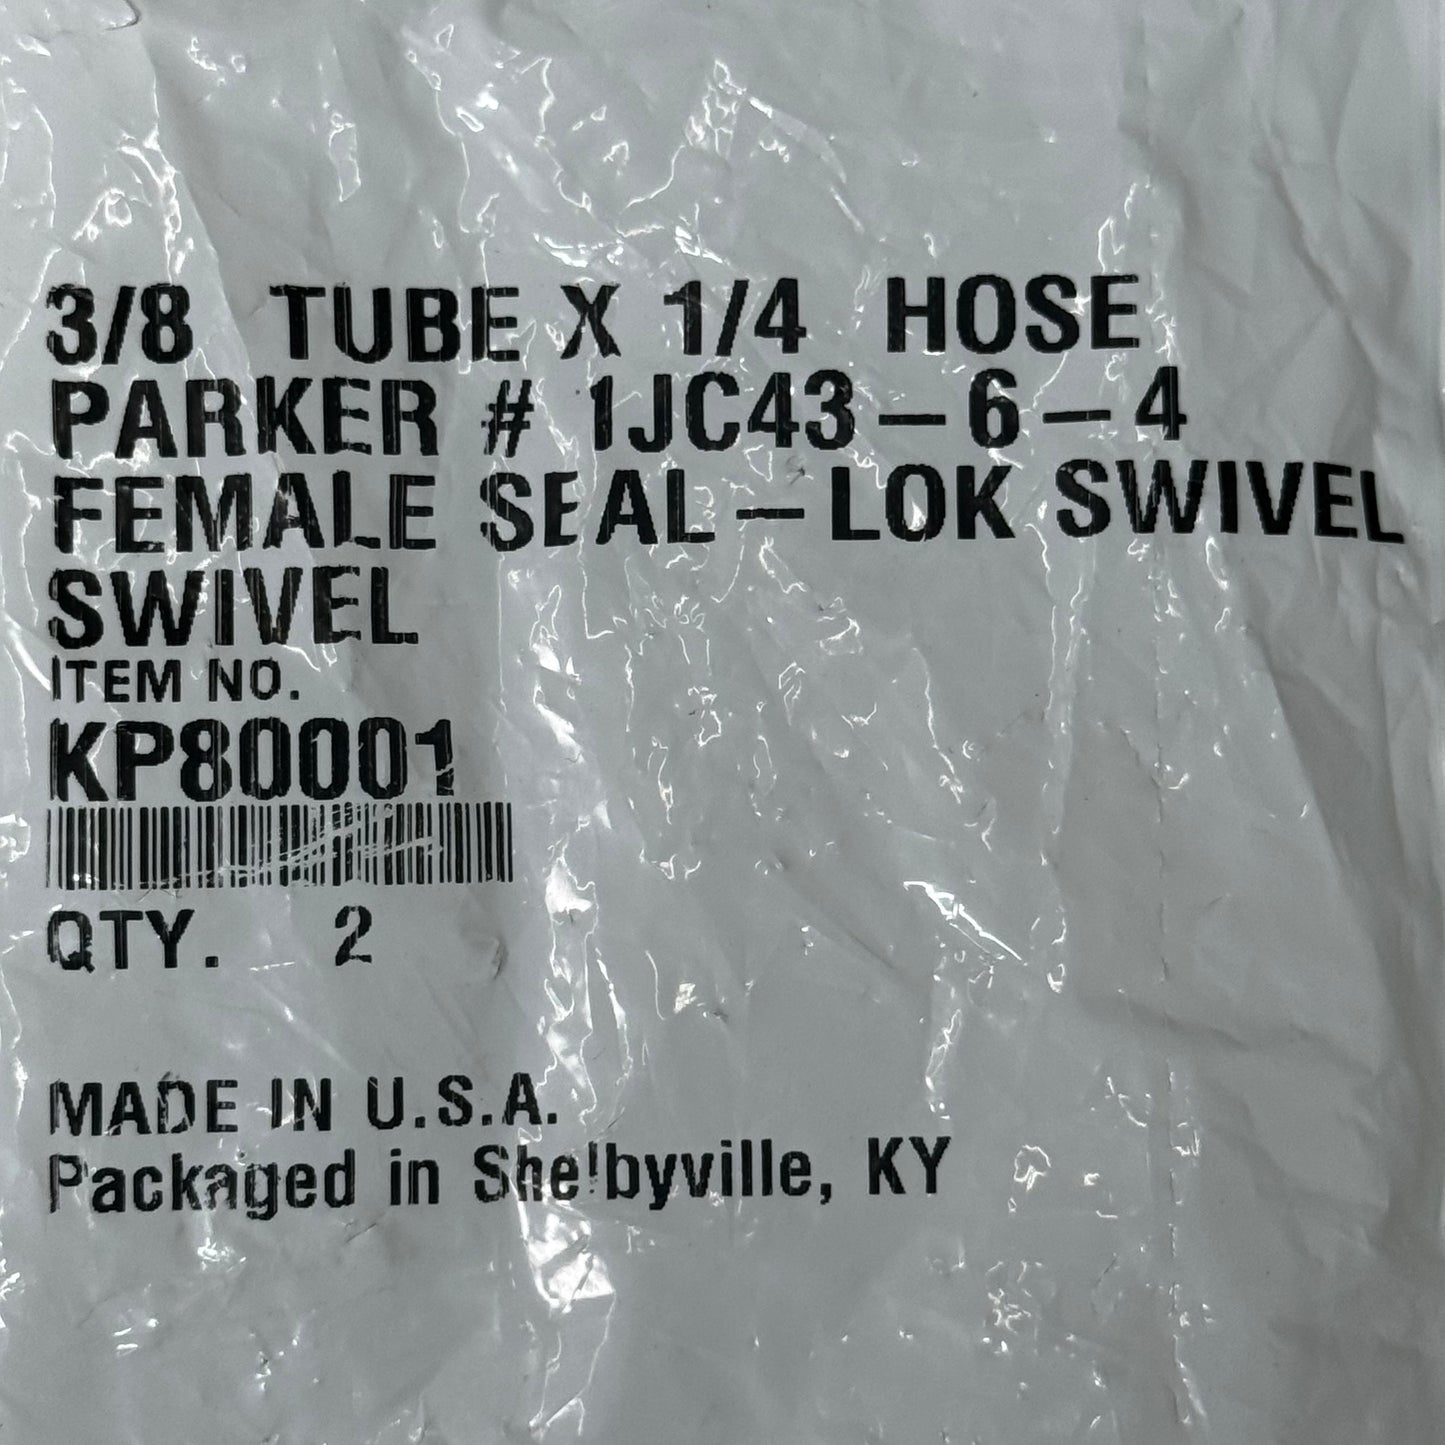 3/8 TUBE X 1/4 HOSE
PARKER # 1JC43-6-4
FEMALE SEAL-LOK SWIVEL
SWIVEL
ITEM NO.
KP80001
QTY. 2
MADE IN U.S.A.
Packaged in Shelbyville, KY